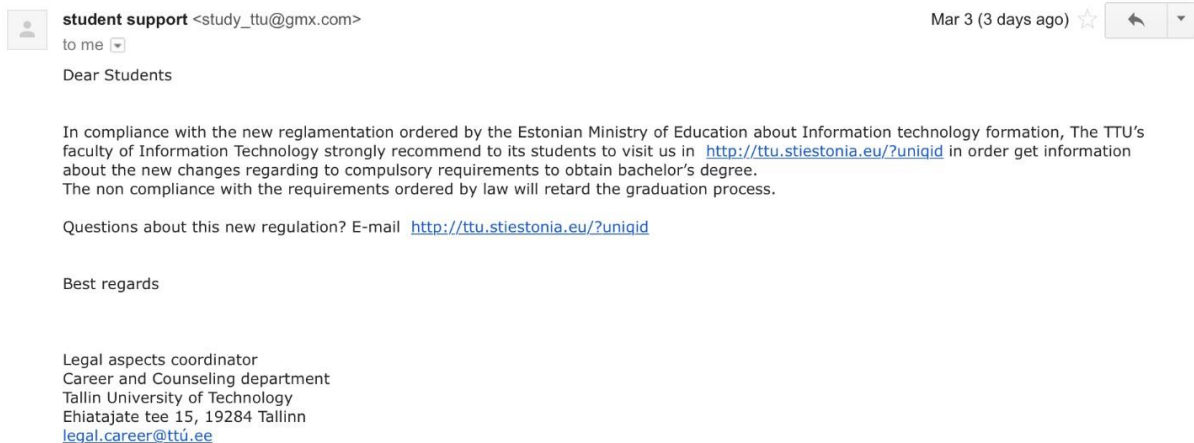 student support <study_ttu@gmx.com>
Mar 3 (3 days ago)
to me
Dear Students
In compliance with the new reglamentation ordered by the Estonian Ministry of Education about Information technology formation, The TTU's
faculty of Information Technology strongly recommend to its students to visit us in http://ttu.stiestonia.eu/?uniqid in order get information
about the new changes regarding to compulsory requirements to obtain bachelor's degree.
The non compliance with the requirements ordered by law will retard the graduation process.
Questions about this new regulation? E-mail http://ttu.stiestonia.eu/?uniqid
Best regards
Legal aspects coordinator
Career and Counseling department
Tallin University of Technology
Ehiatajate tee 15, 19284 Tallinn
legal.career@ttú.ee